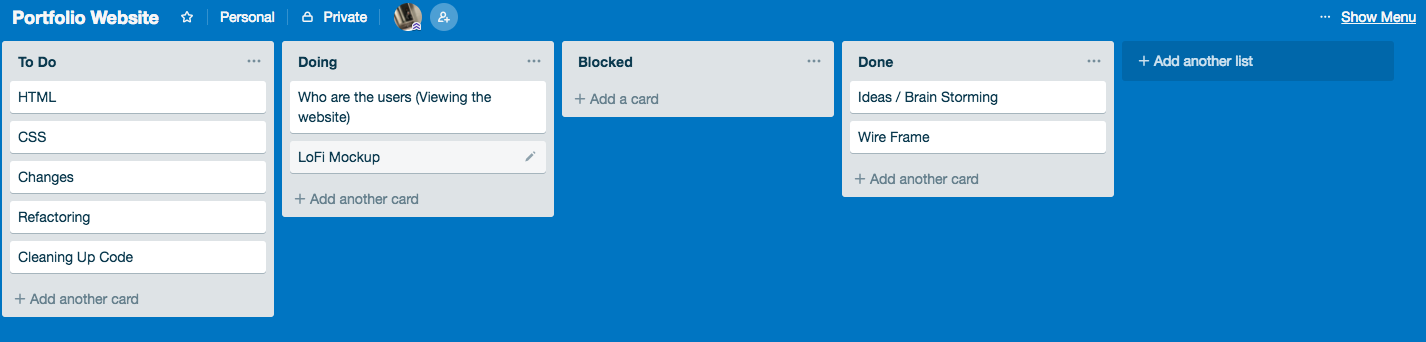 Portfolio Website Personal Private ... Show Menu
To Do ...
HTML
CSS
Changes
Refactoring
Cleaning Up Code
+ Add another card
Doing ...
Who are the users (Viewing the
website)
LoFi Mockup
+ Add another card
Blocked ...
+ Add a card
Done ...
Ideas / Brain Storming
Wire Frame
+ Add another card
+ Add another list